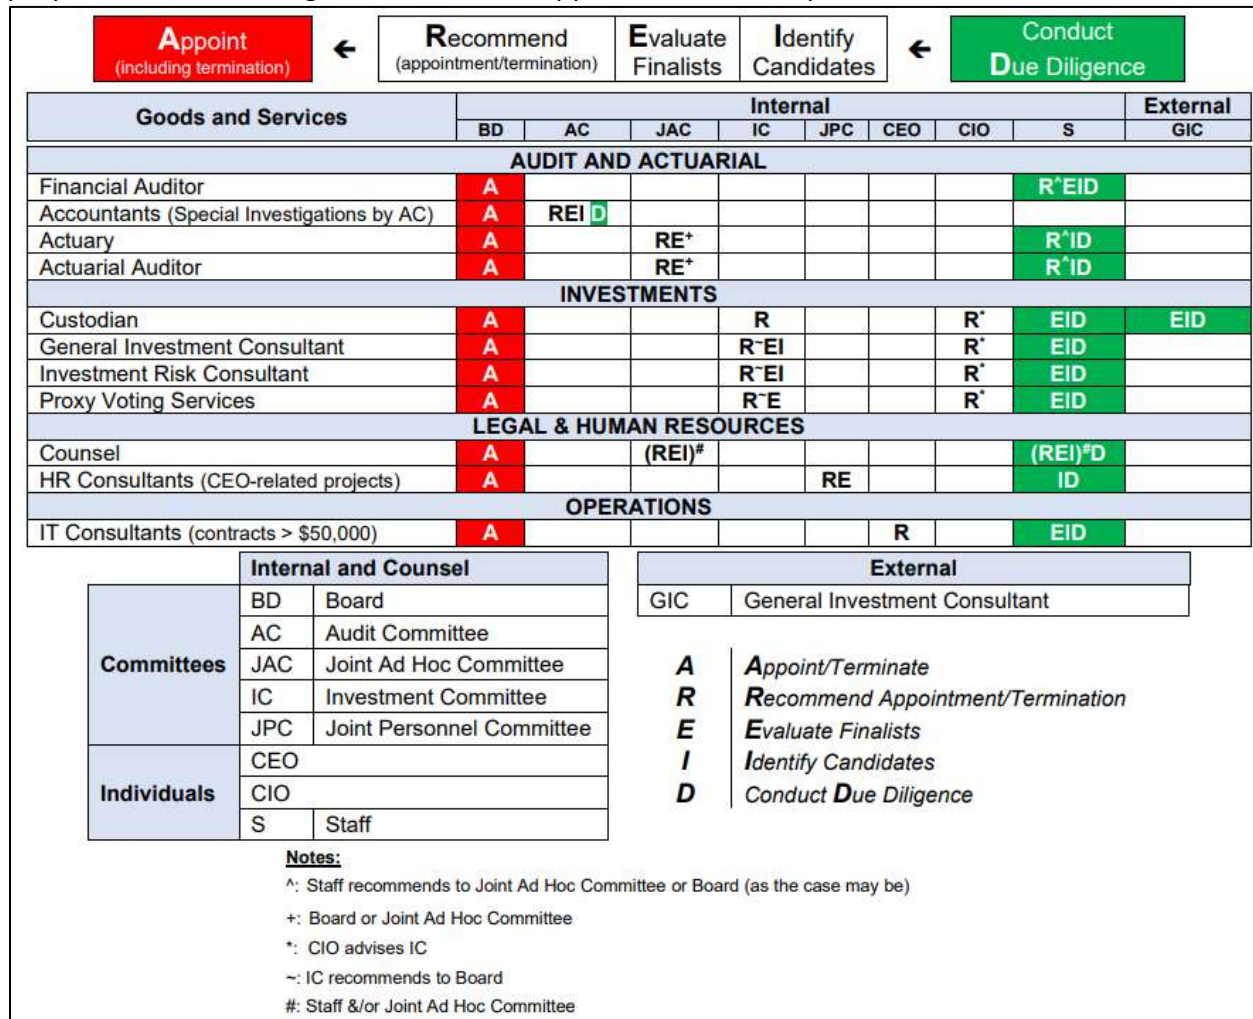 Appoint ← Recommend Evaluate Identify ← Conduct
(including termination) (appointment/termination) Finalists Candidates Due Diligence
Goods and Services Internal External
BD AC JAC IC JPC CEO CIO S GIC
AUDIT AND ACTUARIAL
Financial Auditor A R^EID
Accountants (Special Investigations by AC) A REI D
Actuary A RE+ R^ID
Actuarial Auditor A RE+ R^ID
INVESTMENTS
Custodian A R R* EID EID
General Investment Consultant A R~EI R* EID
Investment Risk Consultant A R~EI R* EID
Proxy Voting Services A R~E R* EID
LEGAL & HUMAN RESOURCES
Counsel A (REI)# (REI)#D
HR Consultants (CEO-related projects) A RE ID
OPERATIONS
IT Consultants (contracts > $50,000) A R EID
Internal and Counsel
Committees
BD Board
AC Audit Committee
JAC Joint Ad Hoc Committee
IC Investment Committee
JPC Joint Personnel Committee
Individuals
CEO
CIO
S Staff
External
GIC General Investment Consultant
A Appoint/Terminate
R Recommend Appointment/Termination
E Evaluate Finalists
I Identify Candidates
D Conduct Due Diligence
Notes:
^: Staff recommends to Joint Ad Hoc Committee or Board (as the case may be)
+: Board or Joint Ad Hoc Committee
*: CIO advises IC
~: IC recommends to Board
#: Staff &/or Joint Ad Hoc Committee